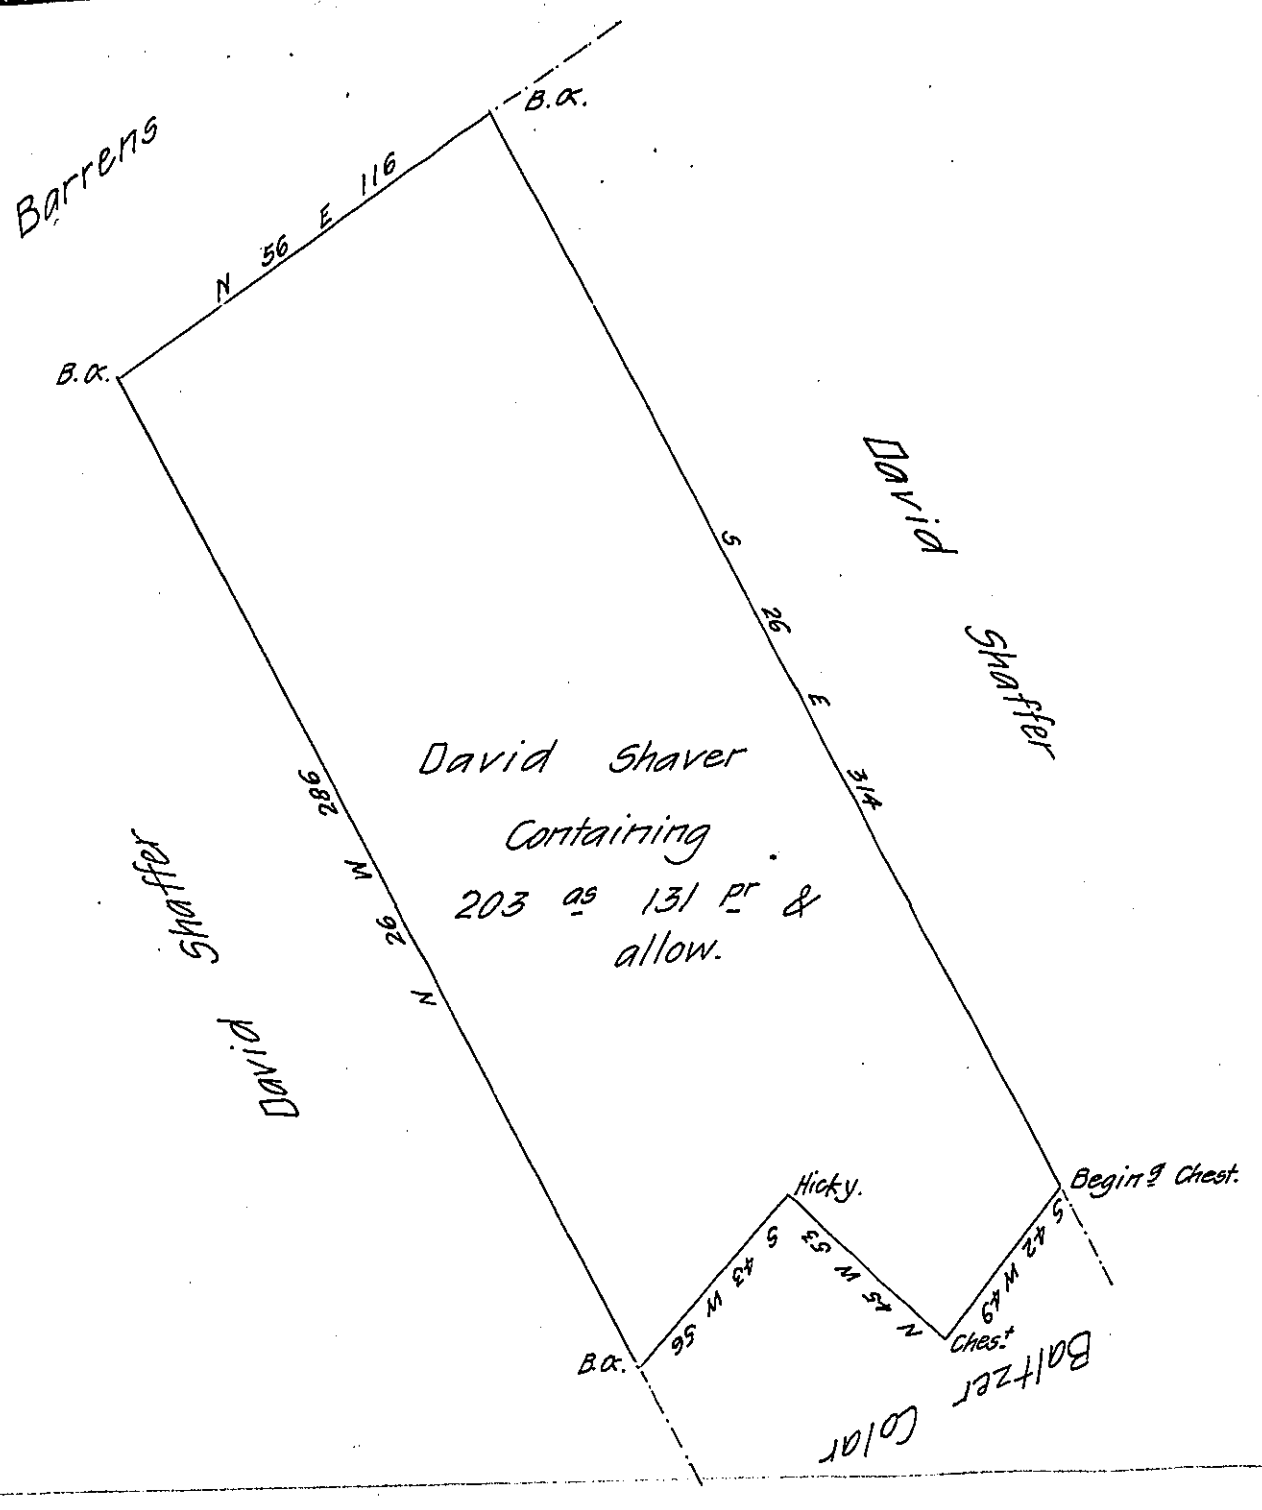 B.O.
Barrens
N 56 E 116
B.O.
David Shaffer
S 26 E 314
David Shaver
Containing
203 as 131 pr &
allow.
N 26 W 286
David Shaffer
Begin.g Chest.
Hicky.
S 42 W 49
N 45 W 53
S 43 W 56
Ches.t
B.O.
Baltzer Colar